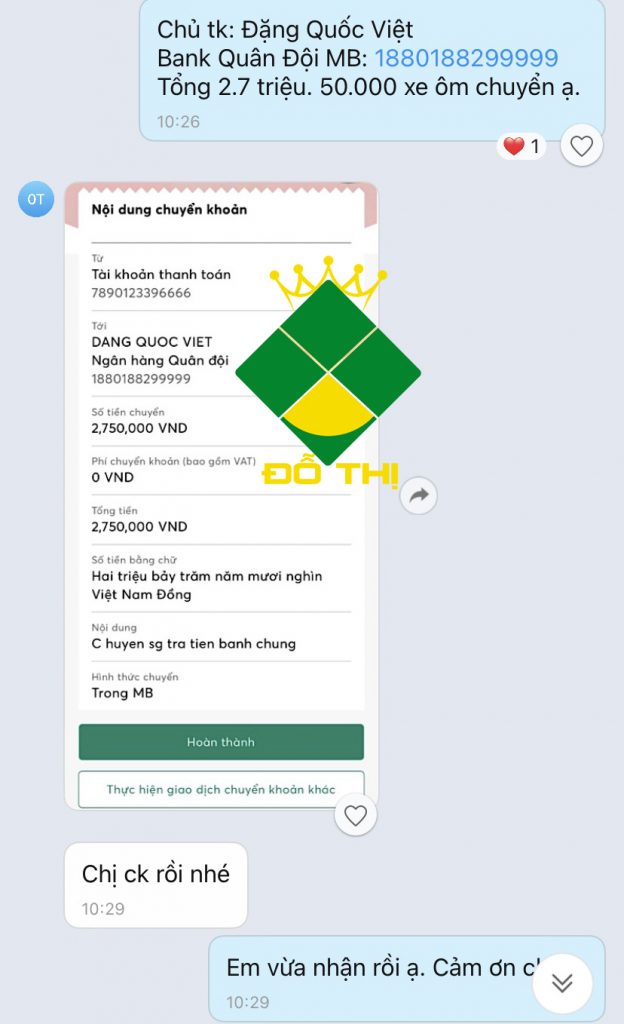 Chủ tk: Đặng Quốc Việt
Bank Quân Đội MB: 1880188299999
Tổng 2.7 triệu. 50.000 xe ôm chuyển ạ.
10:26
1
OT
Nội dung chuyển khoản
Từ
Tài khoản thanh toán
7890123396666
Tới
DANG QUOC VIET
Ngân hàng Quân đội
1880188299999
Số tiền chuyển
2,750,000 VND
Phí chuyển khoản (bao gồm VAT)
0 VND
ĐỖ THỊ
Tổng tiền
2,750,000 VND
Số tiền bằng chữ
Hai triệu bảy trăm năm mươi nghìn
Việt Nam Đồng
Nội dung
C huyen sg tra tien banh chung
Hình thức chuyển
Trong MB
Hoàn thành
Thực hiện giao dịch chuyển khoản khác
Chị ck rồi nhé
10:29
Em vừa nhận rồi ạ. Cảm ơn
10:29